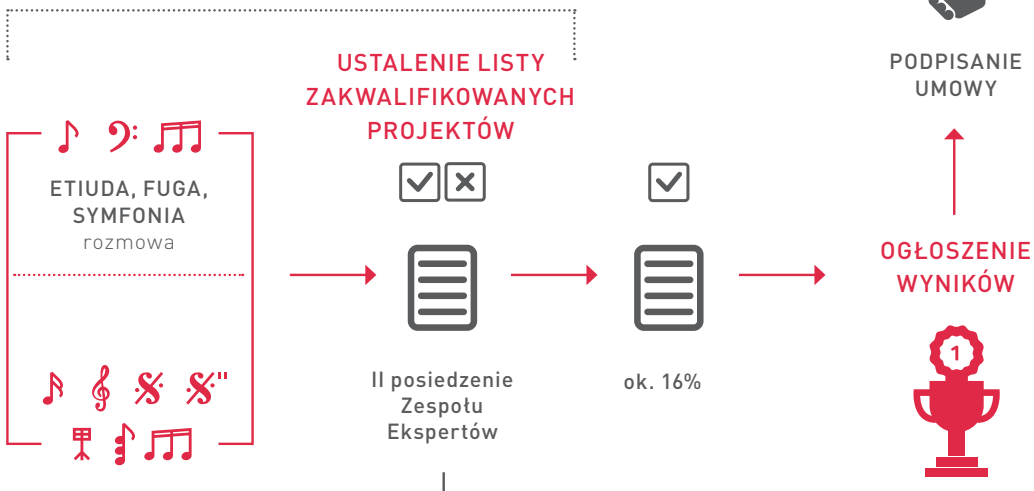 USTALENIE LISTY
ZAKWALIFIKOWANYCH
PROJEKTÓW
PODPISANIE
UMOWY
ETIUDA, FUGA,
SYMFONIA
rozmowa
OGŁOSZENIE
WYNIKÓW
1
II posiedzenie
Zespołu
Ekspertów
ok. 16%